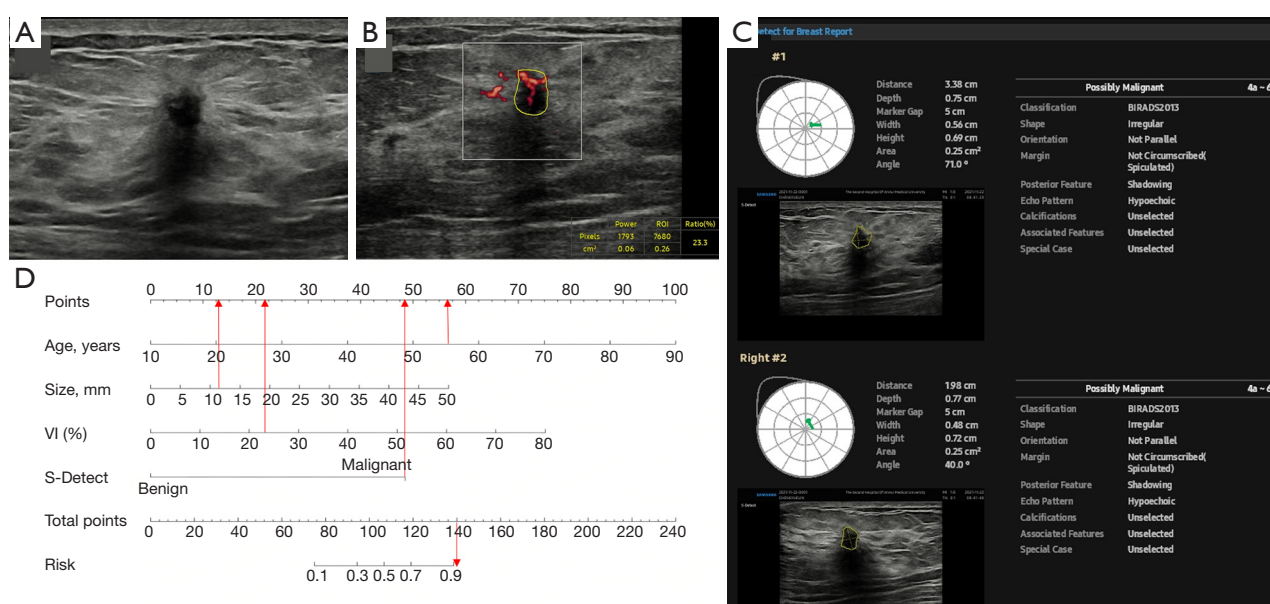 A
B
Power ROI Ratio(%)
Pixels 1793 7680 23.3
cm² 0.06 0.26
C
etect for Breast Report
#1
Distance 3.38 cm
Depth 0.75 cm
Marker Gap 5 cm
Width 0.56 cm
Height 0.69 cm
Area 0.25 cm²
Angle 71.0 °
Possibly Malignant 4a ~ 6
Classification BIRADS2013
Shape Irregular
Orientation Not Parallel
Margin Not Circumscribed(
Spiculated)
Posterior Feature Shadowing
Echo Pattern Hypoechoic
Calcifications Unselected
Associated Features Unselected
Special Case Unselected
SAMSUNG
S-Detect
Right #2
Distance 1.98 cm
Depth 0.77 cm
Marker Gap 5 cm
Width 0.48 cm
Height 0.72 cm
Area 0.25 cm²
Angle 40.0 °
Possibly Malignant 4a ~ 6
Classification BIRADS2013
Shape Irregular
Orientation Not Parallel
Margin Not Circumscribed(
Spiculated)
Posterior Feature Shadowing
Echo Pattern Hypoechoic
Calcifications Unselected
Associated Features Unselected
Special Case Unselected
SAMSUNG
S-Detect
D
Points 0 10 20 30 40 50 60 70 80 90 100
Age, years 10 20 30 40 50 60 70 80 90
Size, mm 0 5 10 15 20 25 30 35 40 45 50
VI (%) 0 10 20 30 40 50 60 70 80
Malignant
S-Detect
Benign
Total points 0 20 40 60 80 100 120 140 160 180 200 220 240
Risk 0.1 0.3 0.5 0.7 0.9